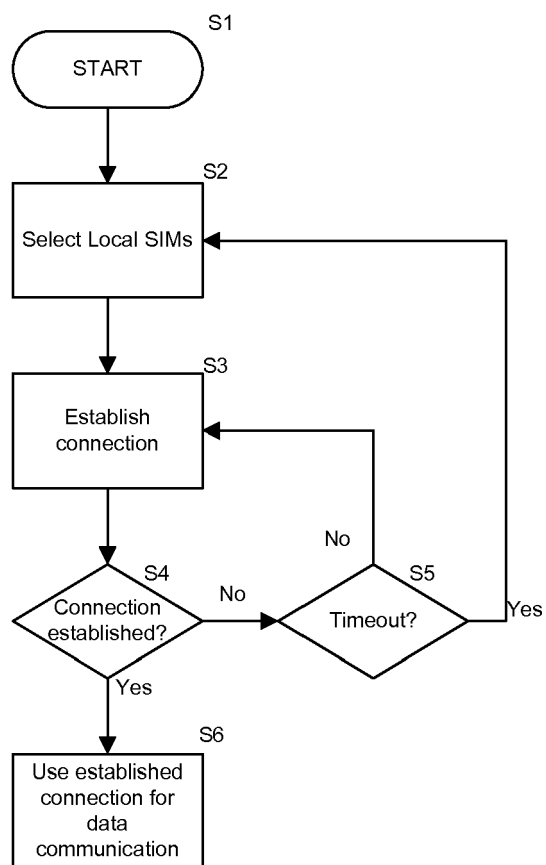 S1
START
S2
Select Local SIMs
S3
Establish
connection
No
S4
S5
Connection
established?
No
Timeout?
Yes
Yes
S6
Use established
connection for
data
communication